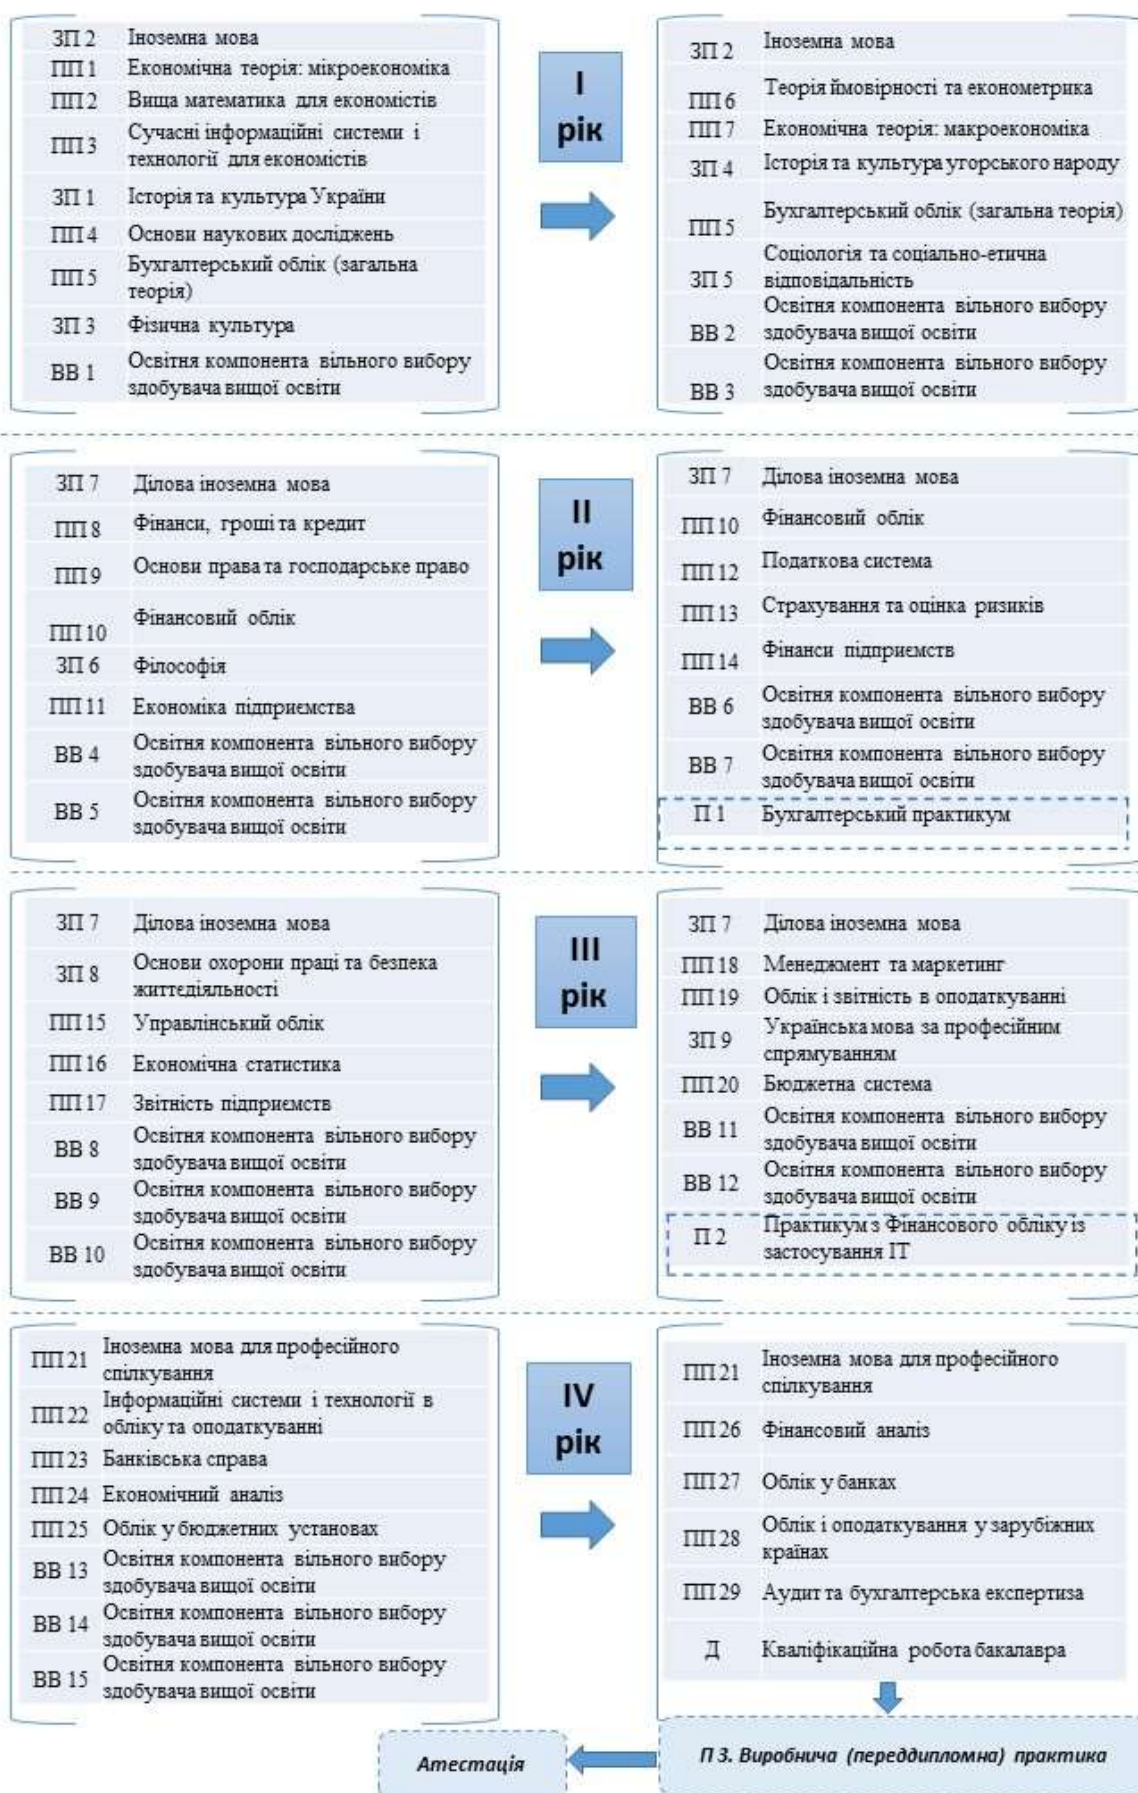 ЗП 2 Іноземна мова
ПП 1 Економічна теорія: мікроекономіка
ПП 2 Вища математика для економістів
ПП 3 Сучасні інформаційні системи і
технології для економістів
ЗП 1 Історія та культура України
ПП 4 Основи наукових досліджень
ПП 5 Бухгалтерський облік (загальна
теорія)
ЗП 3 Фізична культура
ВВ 1 Освітня компонента вільного вибору
здобувача вищої освіти
І
рік
ЗП 2 Іноземна мова
ПП 6 Теорія ймовірності та економетрика
ПП 7 Економічна теорія: макроекономіка
ЗП 4 Історія та культура угорського народу
ПП 5 Бухгалтерський облік (загальна теорія)
ЗП 5 Соціологія та соціально-етична
відповідальність
ВВ 2 Освітня компонента вільного вибору
здобувача вищої освіти
ВВ 3 Освітня компонента вільного вибору
здобувача вищої освіти
ЗП 7 Ділова іноземна мова
ПП 8 Фінанси, гроші та кредит
ПП 9 Основи права та господарське право
ПП 10 Фінансовий облік
ЗП 6 Філософія
ПП 11 Економіка підприємства
ВВ 4 Освітня компонента вільного вибору
здобувача вищої освіти
ВВ 5 Освітня компонента вільного вибору
здобувача вищої освіти
ІІ
рік
ЗП 7 Ділова іноземна мова
ПП 10 Фінансовий облік
ПП 12 Податкова система
ПП 13 Страхування та оцінка ризиків
ПП 14 Фінанси підприємств
ВВ 6 Освітня компонента вільного вибору
здобувача вищої освіти
ВВ 7 Освітня компонента вільного вибору
здобувача вищої освіти
П 1 Бухгалтерський практикум
ЗП 7 Ділова іноземна мова
ЗП 8 Основи охорони праці та безпека
життєдіяльності
ПП 15 Управлінський облік
ПП 16 Економічна статистика
ПП 17 Звітність підприємств
ВВ 8 Освітня компонента вільного вибору
здобувача вищої освіти
ВВ 9 Освітня компонента вільного вибору
здобувача вищої освіти
ВВ 10 Освітня компонента вільного вибору
здобувача вищої освіти
ІІІ
рік
ЗП 7 Ділова іноземна мова
ПП 18 Менеджмент та маркетинг
ПП 19 Облік і звітність в оподаткуванні
ЗП 9 Українська мова за професійним
спрямуванням
ПП 20 Бюджетна система
ВВ 11 Освітня компонента вільного вибору
здобувача вищої освіти
ВВ 12 Освітня компонента вільного вибору
здобувача вищої освіти
П 2 Практикум з Фінансового обліку із
застосування ІТ
ПП 21 Іноземна мова для професійного
спілкування
ПП 22 Інформаційні системи і технології в
обліку та оподаткуванні
ПП 23 Банківська справа
ПП 24 Економічний аналіз
ПП 25 Облік у бюджетних установах
ВВ 13 Освітня компонента вільного вибору
здобувача вищої освіти
ВВ 14 Освітня компонента вільного вибору
здобувача вищої освіти
ВВ 15 Освітня компонента вільного вибору
здобувача вищої освіти
IV
рік
ПП 21 Іноземна мова для професійного
спілкування
ПП 26 Фінансовий аналіз
ПП 27 Облік у банках
ПП 28 Облік і оподаткування у зарубіжних
країнах
ПП 29 Аудит та бухгалтерська експертиза
Д Кваліфікаційна робота бакалавра
П 3. Виробнича (переддипломна) практика
Атестація